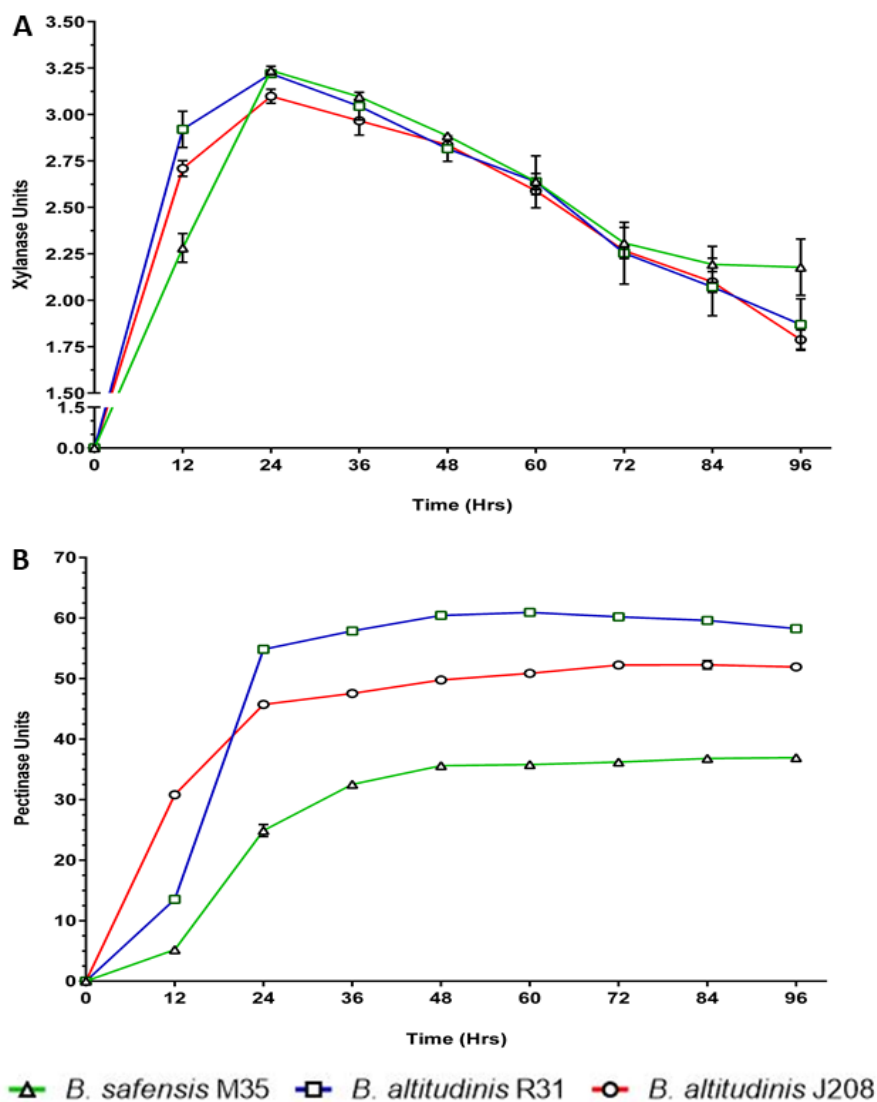 A
3.50
3.25
3.00
2.75
2.50
2.25
2.00
1.75
1.50
1.5
0.0
Xylanase Units
0 12 24 36 48 60 72 84 96
Time (Hrs)
B
70
60
50
40
30
20
10
0
Pectinase Units
0 12 24 36 48 60 72 84 96
Time (Hrs)
B. safensis M35 B. altitudinis R31 B. altitudinis J208